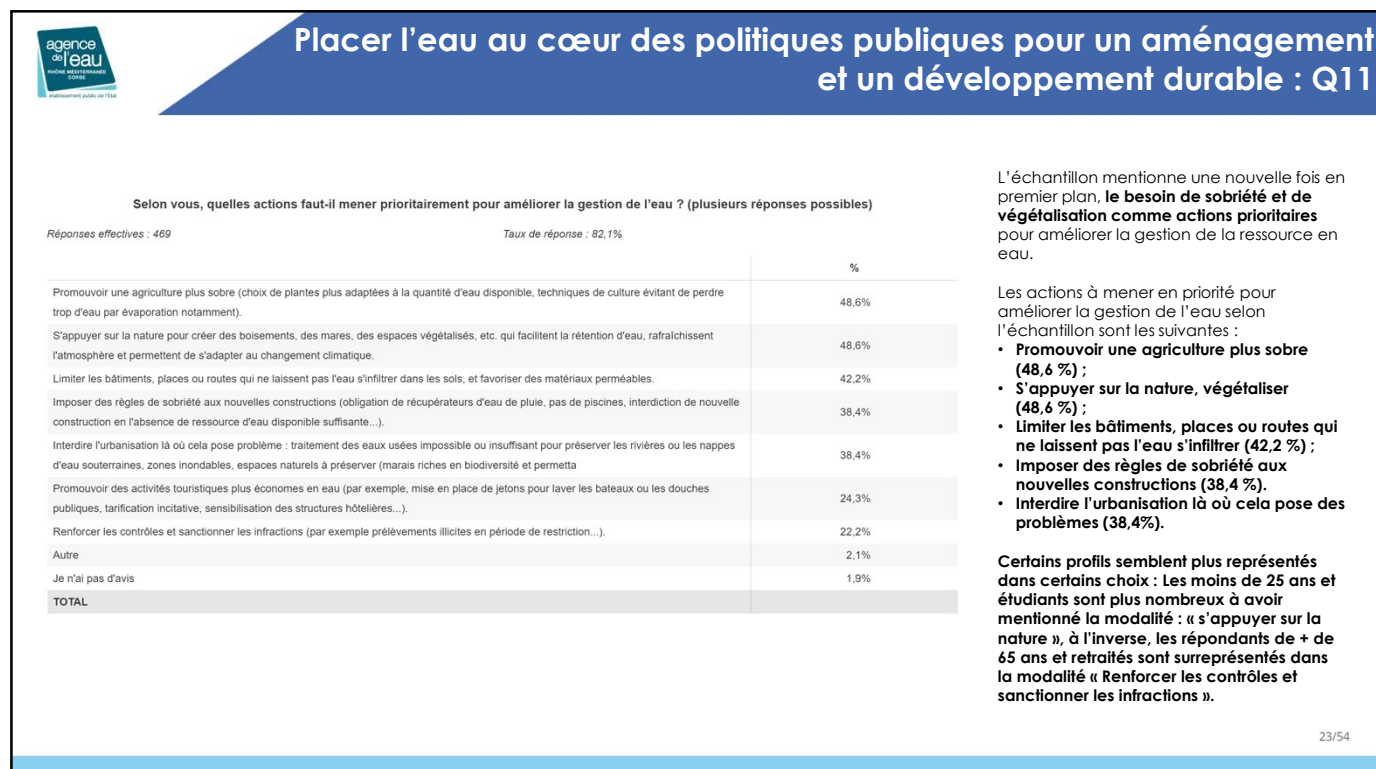 agence
de l'eau
RHÔNE MÉDITERRANÉE
CORSE
établissement public de l'État
Placer l'eau au cœur des politiques publiques pour un aménagement
et un développement durable : Q11
Selon vous, quelles actions faut-il mener prioritairement pour améliorer la gestion de l'eau ? (plusieurs réponses possibles)
Réponses effectives : 469
Taux de réponse : 82,1%
%
Promouvoir une agriculture plus sobre (choix de plantes plus adaptées à la quantité d'eau disponible, techniques de culture évitant de perdre
trop d'eau par évaporation notamment).
48,6%
S'appuyer sur la nature pour créer des boisements, des mares, des espaces végétalisés, etc. qui facilitent la rétention d'eau, rafraîchissent
l'atmosphère et permettent de s'adapter au changement climatique.
48,6%
Limiter les bâtiments, places ou routes qui ne laissent pas l'eau s'infiltrer dans les sols, et favoriser des matériaux perméables.
42,2%
Imposer des règles de sobriété aux nouvelles constructions (obligation de récupérateurs d'eau de pluie, pas de piscines, interdiction de nouvelle
construction en l'absence de ressource d'eau disponible suffisante...).
38,4%
Interdire l'urbanisation là où cela pose problème : traitement des eaux usées impossible ou insuffisant pour préserver les rivières ou les nappes
d'eau souterraines, zones inondables, espaces naturels à préserver (marais riches en biodiversité et permetta
38,4%
Promouvoir des activités touristiques plus économes en eau (par exemple, mise en place de jetons pour laver les bateaux ou les douches
publiques, tarification incitative, sensibilisation des structures hôtelières...).
24,3%
Renforcer les contrôles et sanctionner les infractions (par exemple prélèvements illicites en période de restriction...).
22,2%
Autre
2,1%
Je n'ai pas d'avis
1,9%
TOTAL
L'échantillon mentionne une nouvelle fois en
premier plan, le besoin de sobriété et de
végétalisation comme actions prioritaires
pour améliorer la gestion de la ressource en
eau.
Les actions à mener en priorité pour
améliorer la gestion de l'eau selon
l'échantillon sont les suivantes :
• Promouvoir une agriculture plus sobre
(48,6 %) ;
• S'appuyer sur la nature, végétaliser
(48,6 %) ;
• Limiter les bâtiments, places ou routes qui
ne laissent pas l'eau s'infiltrer (42,2 %) ;
• Imposer des règles de sobriété aux
nouvelles constructions (38,4 %).
• Interdire l'urbanisation là où cela pose des
problèmes (38,4%).
Certains profils semblent plus représentés
dans certains choix : Les moins de 25 ans et
étudiants sont plus nombreux à avoir
mentionné la modalité : « s'appuyer sur la
nature », à l'inverse, les répondants de + de
65 ans et retraités sont surreprésentés dans
la modalité « Renforcer les contrôles et
sanctionner les infractions ».
23/54